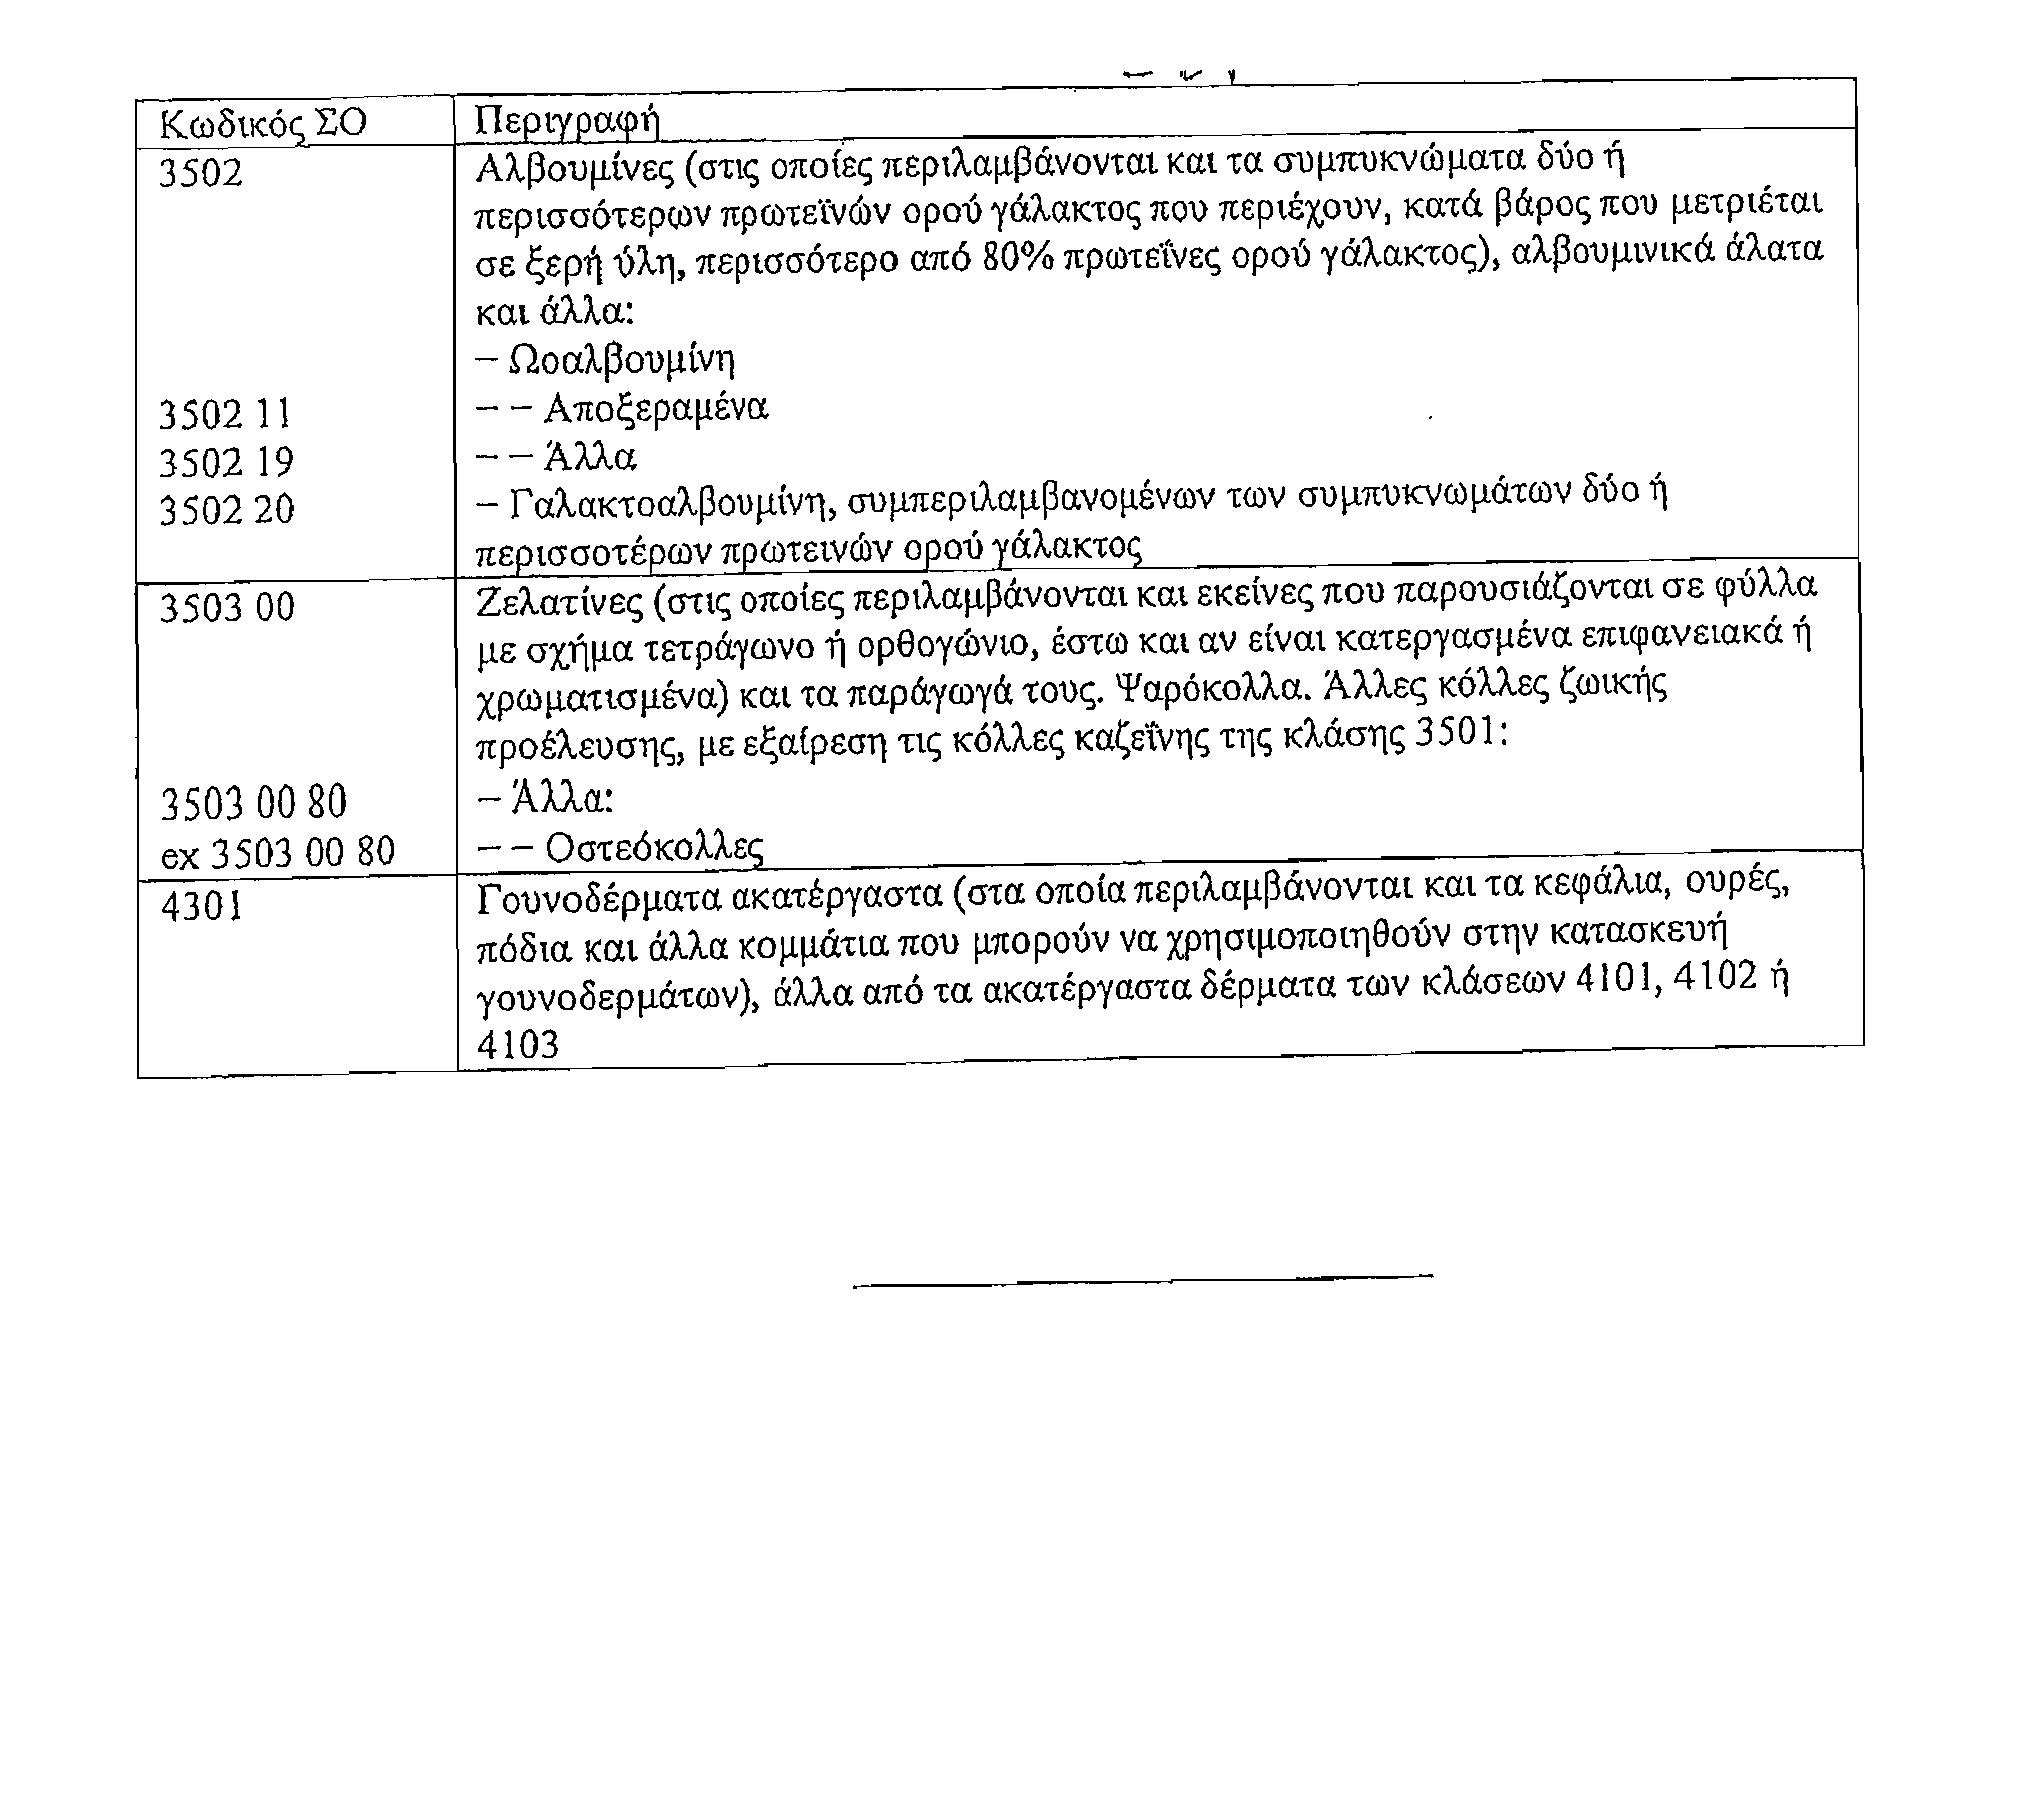 Κωδικός ΣΟ Περιγραφή
3502 Αλβουμίνες (στις οποίες περιλαμβάνονται και τα συμπυκνώματα δύο ή
περισσότερων πρωτεϊνών ορού γάλακτος που περιέχουν, κατά βάρος που μετριέται
σε ξερή ύλη, περισσότερο από 80% πρωτεΐνες ορού γάλακτος), αλβουμινικά άλατα
και άλλα:
– Ωοαλβουμίνη
3502 11 – – Αποξεραμένα
3502 19 – – Άλλα
3502 20 – Γαλακτοαλβουμίνη, συμπεριλαμβανομένων των συμπυκνωμάτων δύο ή
περισσοτέρων πρωτεινών ορού γάλακτος
3503 00 Ζελατίνες (στις οποίες περιλαμβάνονται και εκείνες που παρουσιάζονται σε φύλλα
με σχήμα τετράγωνο ή ορθογώνιο, έστω και αν είναι κατεργασμένα επιφανειακά ή
χρωματισμένα) και τα παράγωγά τους. Ψαρόκολλα. Άλλες κόλλες ζωικής
προέλευσης, με εξαίρεση τις κόλλες καζεΐνης της κλάσης 3501:
3503 00 80 – Άλλα:
ex 3503 00 80 – – Οστεόκολλες
4301 Γουνοδέρματα ακατέργαστα (στα οποία περιλαμβάνονται και τα κεφάλια, ουρές,
πόδια και άλλα κομμάτια που μπορούν να χρησιμοποιηθούν στην κατασκευή
γουνοδερμάτων), άλλα από τα ακατέργαστα δέρματα των κλάσεων 4101, 4102 ή
4103